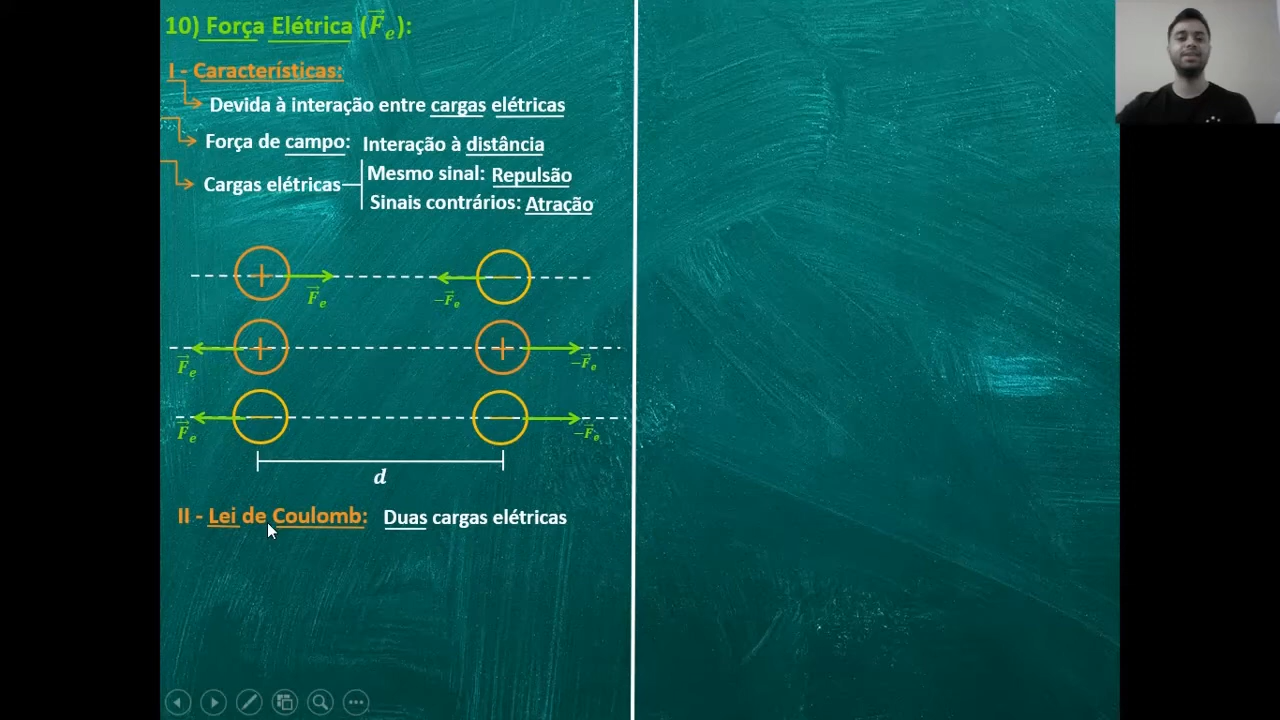 10) Força Elétrica (F⃗e):
I - Características:
Devida à interação entre cargas elétricas
Força de campo: Interação à distância
Cargas elétricas
Mesmo sinal: Repulsão
Sinais contrários: Atração
+ −
F⃗e −F⃗e
+ +
F⃗e −F⃗e
− −
F⃗e −F⃗e
d
II - Lei de Coulomb: Duas cargas elétricas